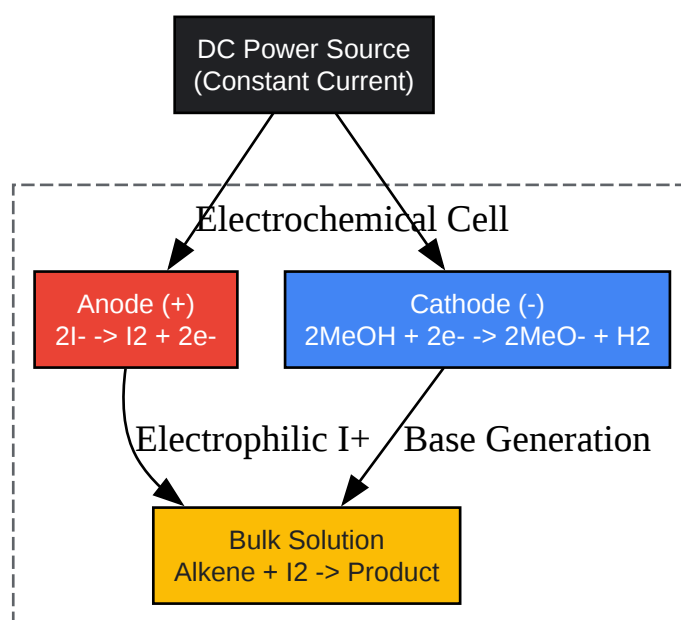 DC Power Source
(Constant Current)
Electrochemical Cell
Anode (+)
2I- -> I2 + 2e-
Cathode (-)
2MeOH + 2e- -> 2MeO- + H2
Electrophilic I+
Base Generation
Bulk Solution
Alkene + I2 -> Product